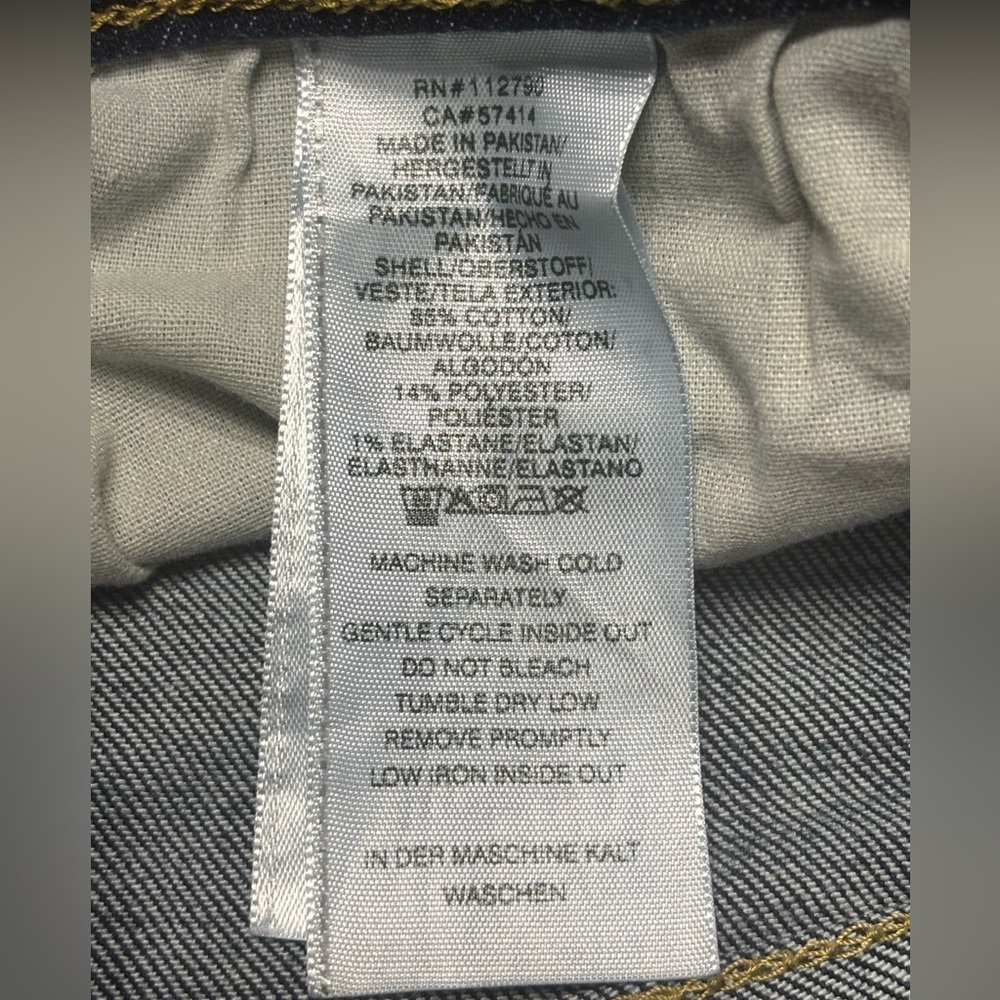 RN#112790
CA#57414
MADE IN PAKISTAN/
HERGESTELLT IN
PAKISTAN/FABRIQUÉ AU
PAKISTAN/HECHO EN
PAKISTÁN
SHELL/OBERSTOFF/
VESTE/TELA EXTERIOR:
85% COTTON/
BAUMWOLLE/COTON/
ALGODÓN
14% POLYESTER/
POLIÉSTER
1% ELASTANE/ELASTAN/
ÉLASTHANNE/ELASTANO
MACHINE WASH COLD
SEPARATELY
GENTLE CYCLE INSIDE OUT
DO NOT BLEACH
TUMBLE DRY LOW
REMOVE PROMPTLY
LOW IRON INSIDE OUT
IN DER MASCHINE KALT
WASCHEN